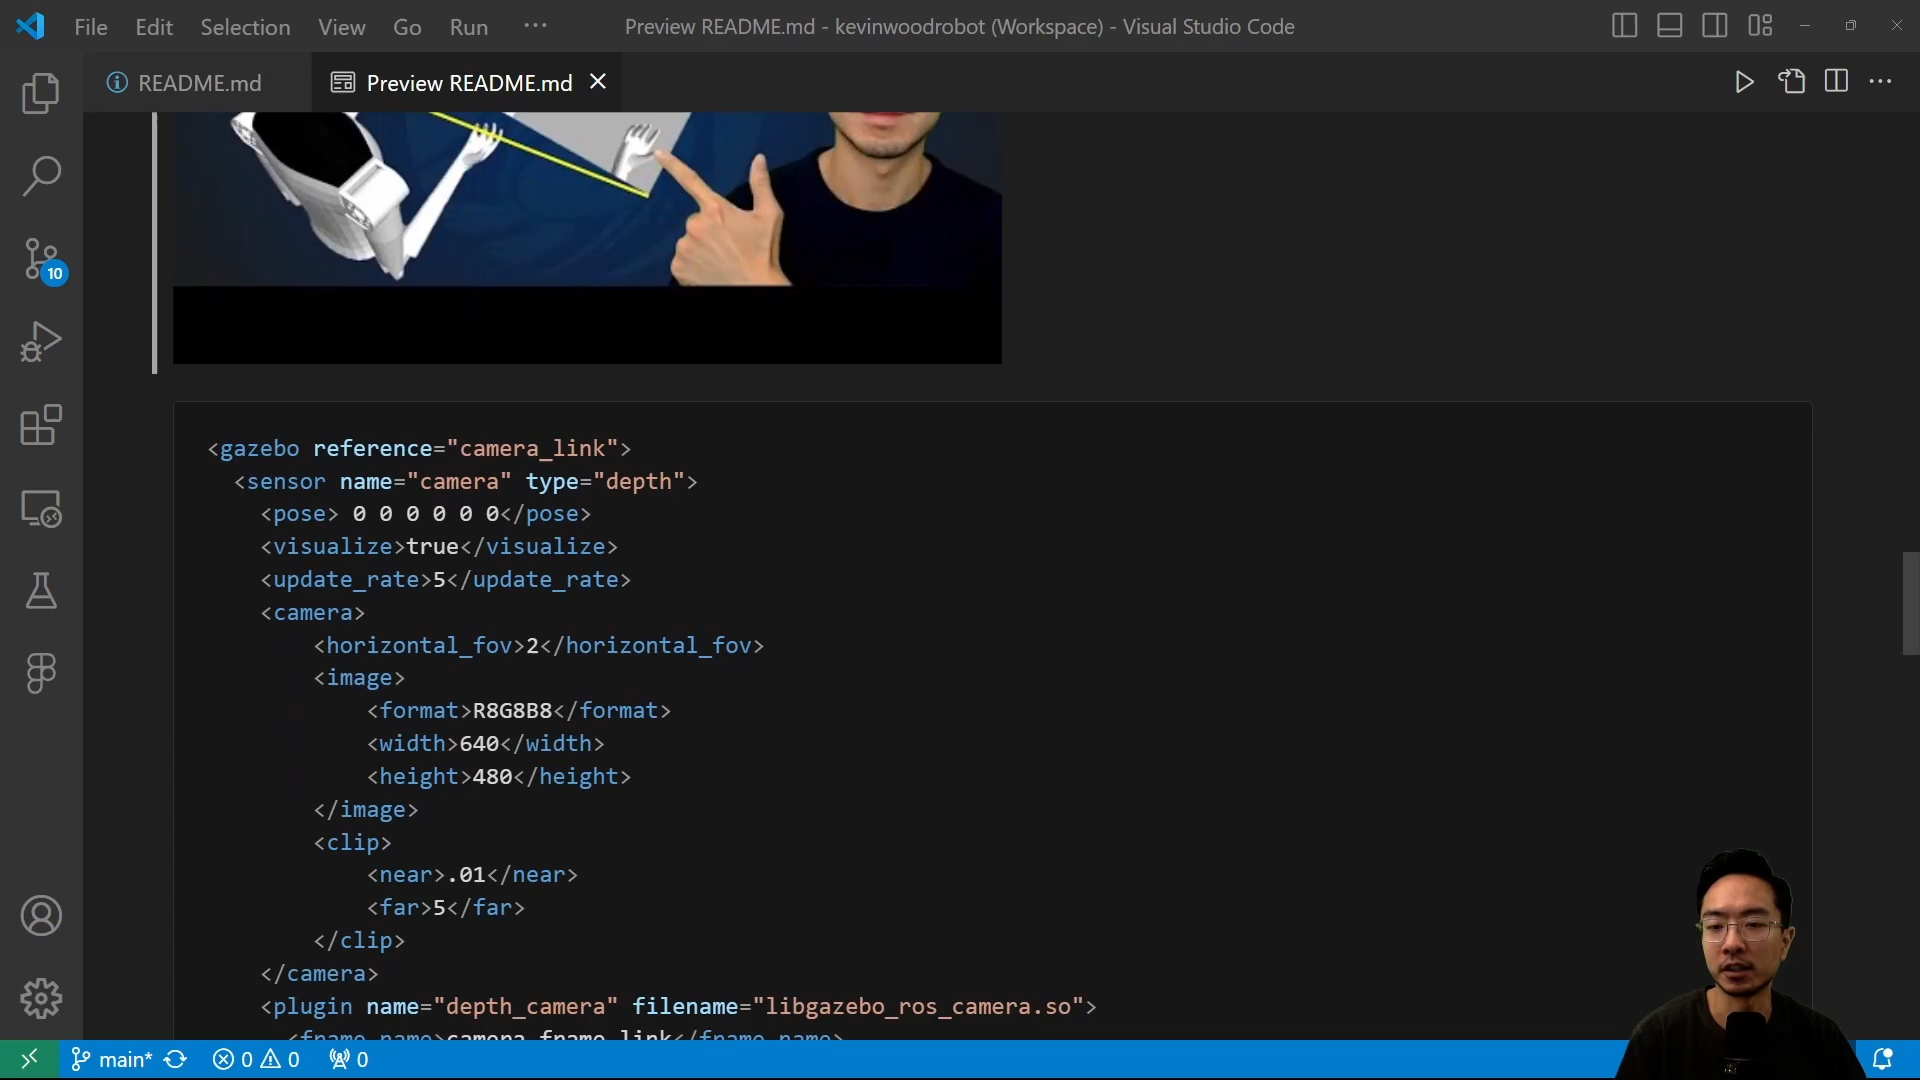 File Edit Selection View Go Run ··· Preview README.md - kevinwoodrobot (Workspace) - Visual Studio Code
README.md Preview README.md
10
<gazebo reference="camera_link">
<sensor name="camera" type="depth">
<pose> 0 0 0 0 0 0</pose>
<visualize>true</visualize>
<update_rate>5</update_rate>
<camera>
<horizontal_fov>2</horizontal_fov>
<image>
<format>R8G8B8</format>
<width>640</width>
<height>480</height>
</image>
<clip>
<near>.01</near>
<far>5</far>
</clip>
</camera>
<plugin name="depth_camera" filename="libgazebo_ros_camera.so">
<frame_name>camera_frame_link</frame_name>
main* 0 0 0